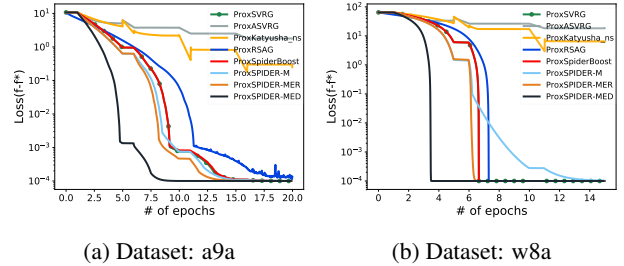 ProxSVRG
ProxASVRG
ProxKatyusha_ns
ProxRSAG
ProxSpiderBoost
ProxSPIDER-M
ProxSPIDER-MER
ProxSPIDER-MED
Loss(f-f*)
10¹
10⁰
10⁻¹
10⁻²
10⁻³
10⁻⁴
0.0 2.5 5.0 7.5 10.0 12.5 15.0 17.5 20.0
# of epochs
(a) Dataset: a9a
ProxSVRG
ProxASVRG
ProxKatyusha_ns
ProxRSAG
ProxSpiderBoost
ProxSPIDER-M
ProxSPIDER-MER
ProxSPIDER-MED
Loss(f-f*)
10¹
10⁰
10⁻¹
10⁻²
10⁻³
10⁻⁴
0 2 4 6 8 10 12 14
# of epochs
(b) Dataset: w8a